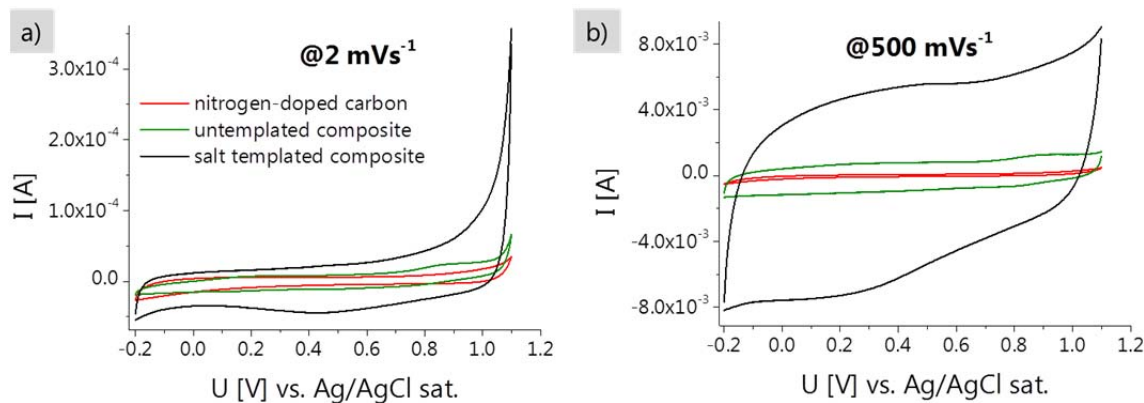 a)
@2 mVs⁻¹
nitrogen-doped carbon
untemplated composite
salt templated composite
3.0x10⁻⁴
2.0x10⁻⁴
1.0x10⁻⁴
0.0
I [A]
-0.2 0.0 0.2 0.4 0.6 0.8 1.0 1.2
U [V] vs. Ag/AgCl sat.
b)
@500 mVs⁻¹
8.0x10⁻³
4.0x10⁻³
0.0
-4.0x10⁻³
-8.0x10⁻³
I [A]
-0.2 0.0 0.2 0.4 0.6 0.8 1.0 1.2
U [V] vs. Ag/AgCl sat.